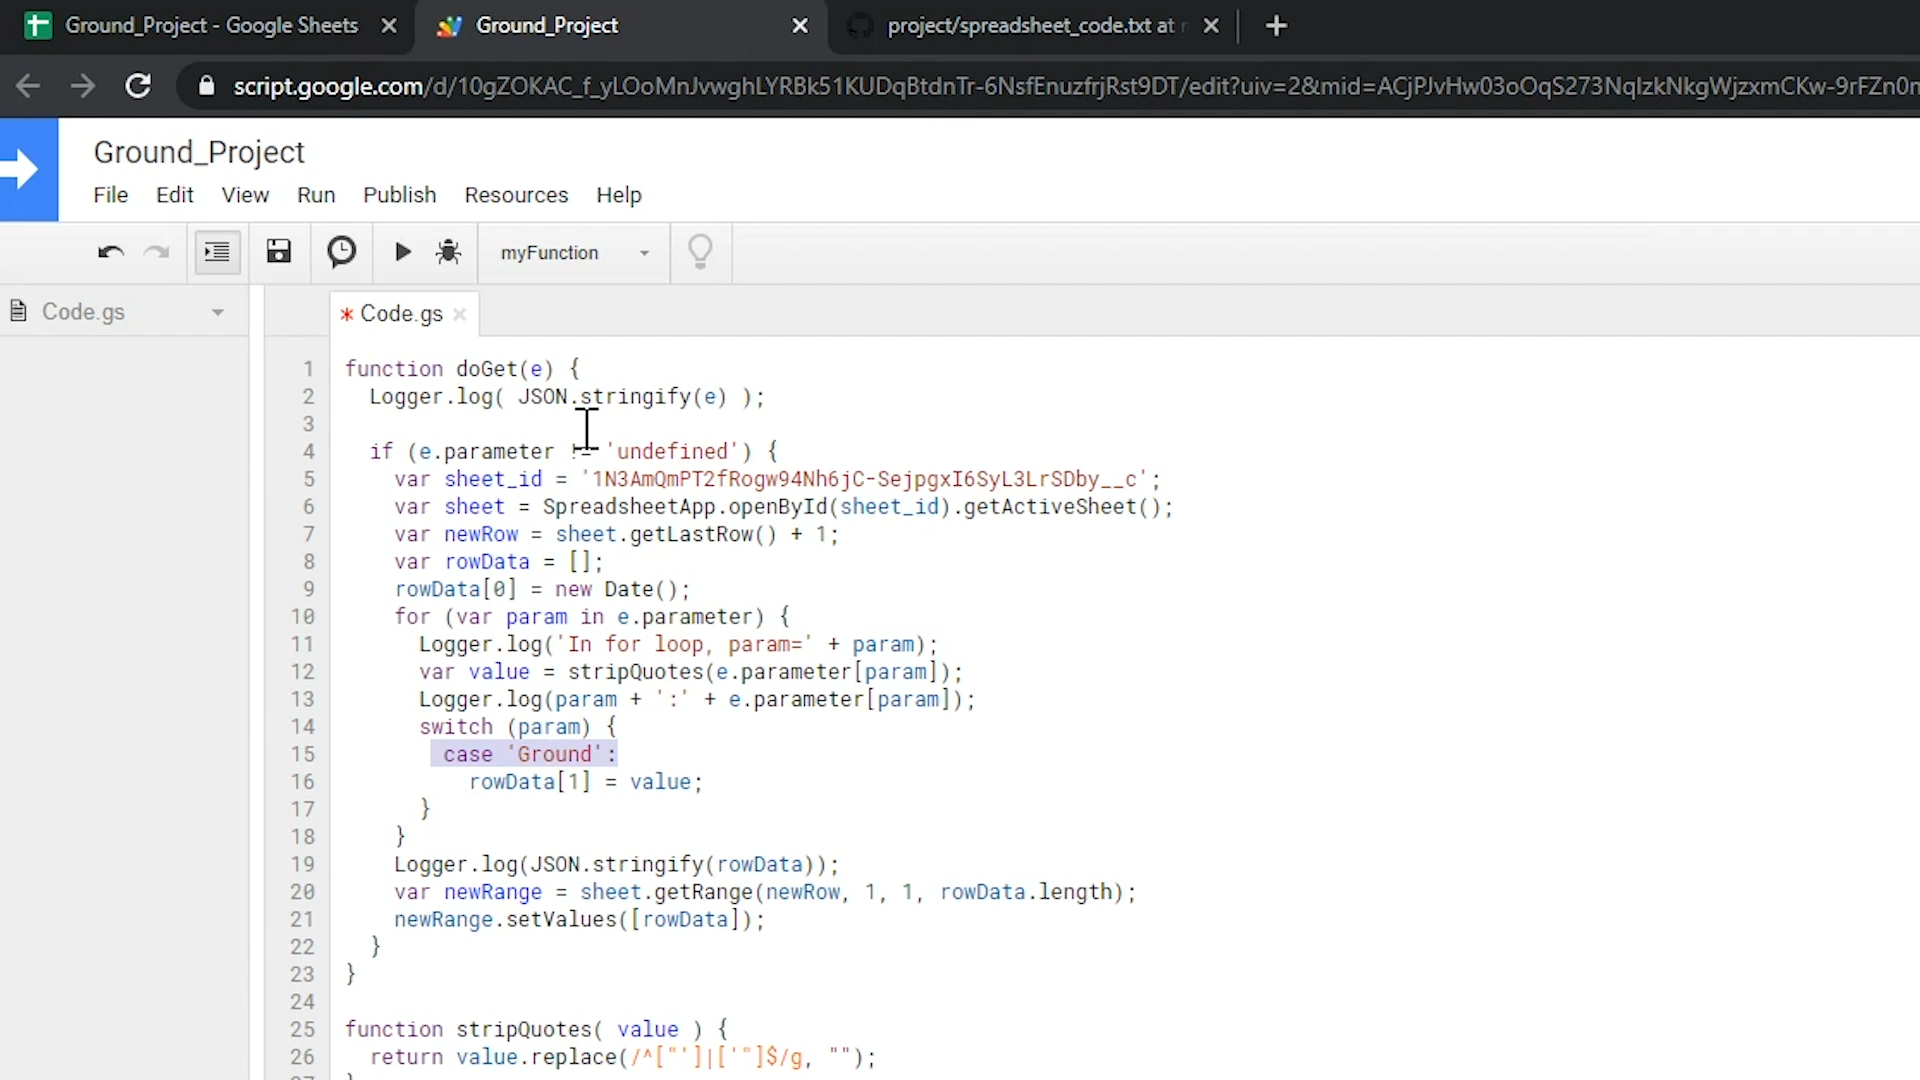 Ground_Project - Google Sheets
Ground_Project
project/spreadsheet_code.txt at
script.google.com/d/10gZOKAC_f_yLOoMnJvwghLYRBk51KUDqBtdnTr-6NsfEnuzfrjRst9DT/edit?uiv=2&mid=ACjPJvHw03oOqS273NqIzkNkgWjzxmCKw-9rFZn0n
Ground_Project
File Edit View Run Publish Resources Help
myFunction
Code.gs
* Code.gs
1 function doGet(e) {
2 Logger.log( JSON.stringify(e) );
3
4 if (e.parameter != 'undefined') {
5 var sheet_id = '1N3AmQmPT2fRogw94Nh6jC-SejpgxI6SyL3LrSDby__c';
6 var sheet = SpreadsheetApp.openById(sheet_id).getActiveSheet();
7 var newRow = sheet.getLastRow() + 1;
8 var rowData = [];
9 rowData[0] = new Date();
10 for (var param in e.parameter) {
11 Logger.log('In for loop, param=' + param);
12 var value = stripQuotes(e.parameter[param]);
13 Logger.log(param + ':' + e.parameter[param]);
14 switch (param) {
15 case 'Ground':
16 rowData[1] = value;
17 }
18 }
19 Logger.log(JSON.stringify(rowData));
20 var newRange = sheet.getRange(newRow, 1, 1, rowData.length);
21 newRange.setValues([rowData]);
22 }
23 }
24
25 function stripQuotes( value ) {
26 return value.replace(/^["']|['"]$/g, "");